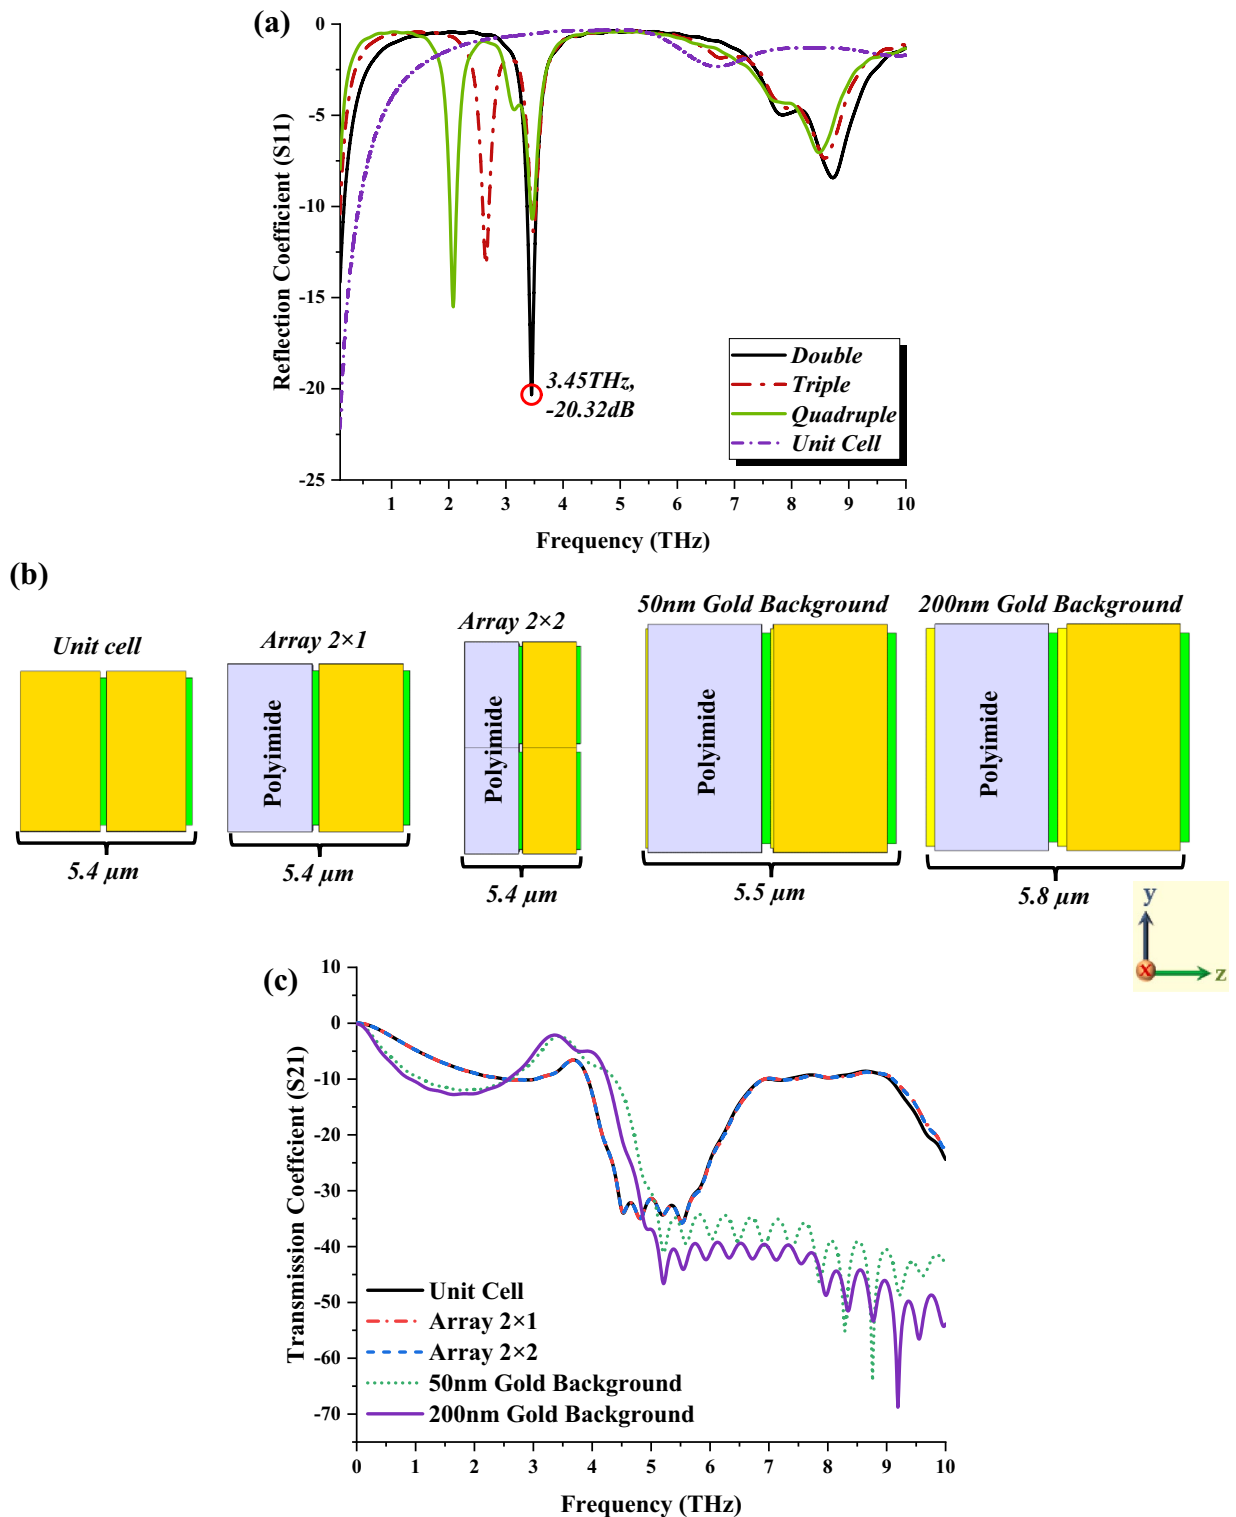 (a)
0
-5
-10
-15
-20
-25
Reflection Coefficient (S11)
3.45THz,
-20.32dB
Double
Triple
Quadruple
Unit Cell
1 2 3 4 5 6 7 8 9 10
Frequency (THz)
(b)
Unit cell
Array 2×1
Array 2×2
50nm Gold Background
200nm Gold Background
Polyimide
Polyimide
Polyimide
Polyimide
5.4 μm
5.4 μm
5.4 μm
5.5 μm
5.8 μm
y
x
z
(c)
10
0
-10
-20
-30
-40
-50
-60
-70
Transmission Coeffcient (S21)
Unit Cell
Array 2×1
Array 2×2
50nm Gold Background
200nm Gold Background
0 1 2 3 4 5 6 7 8 9 10
Frequency (THz)